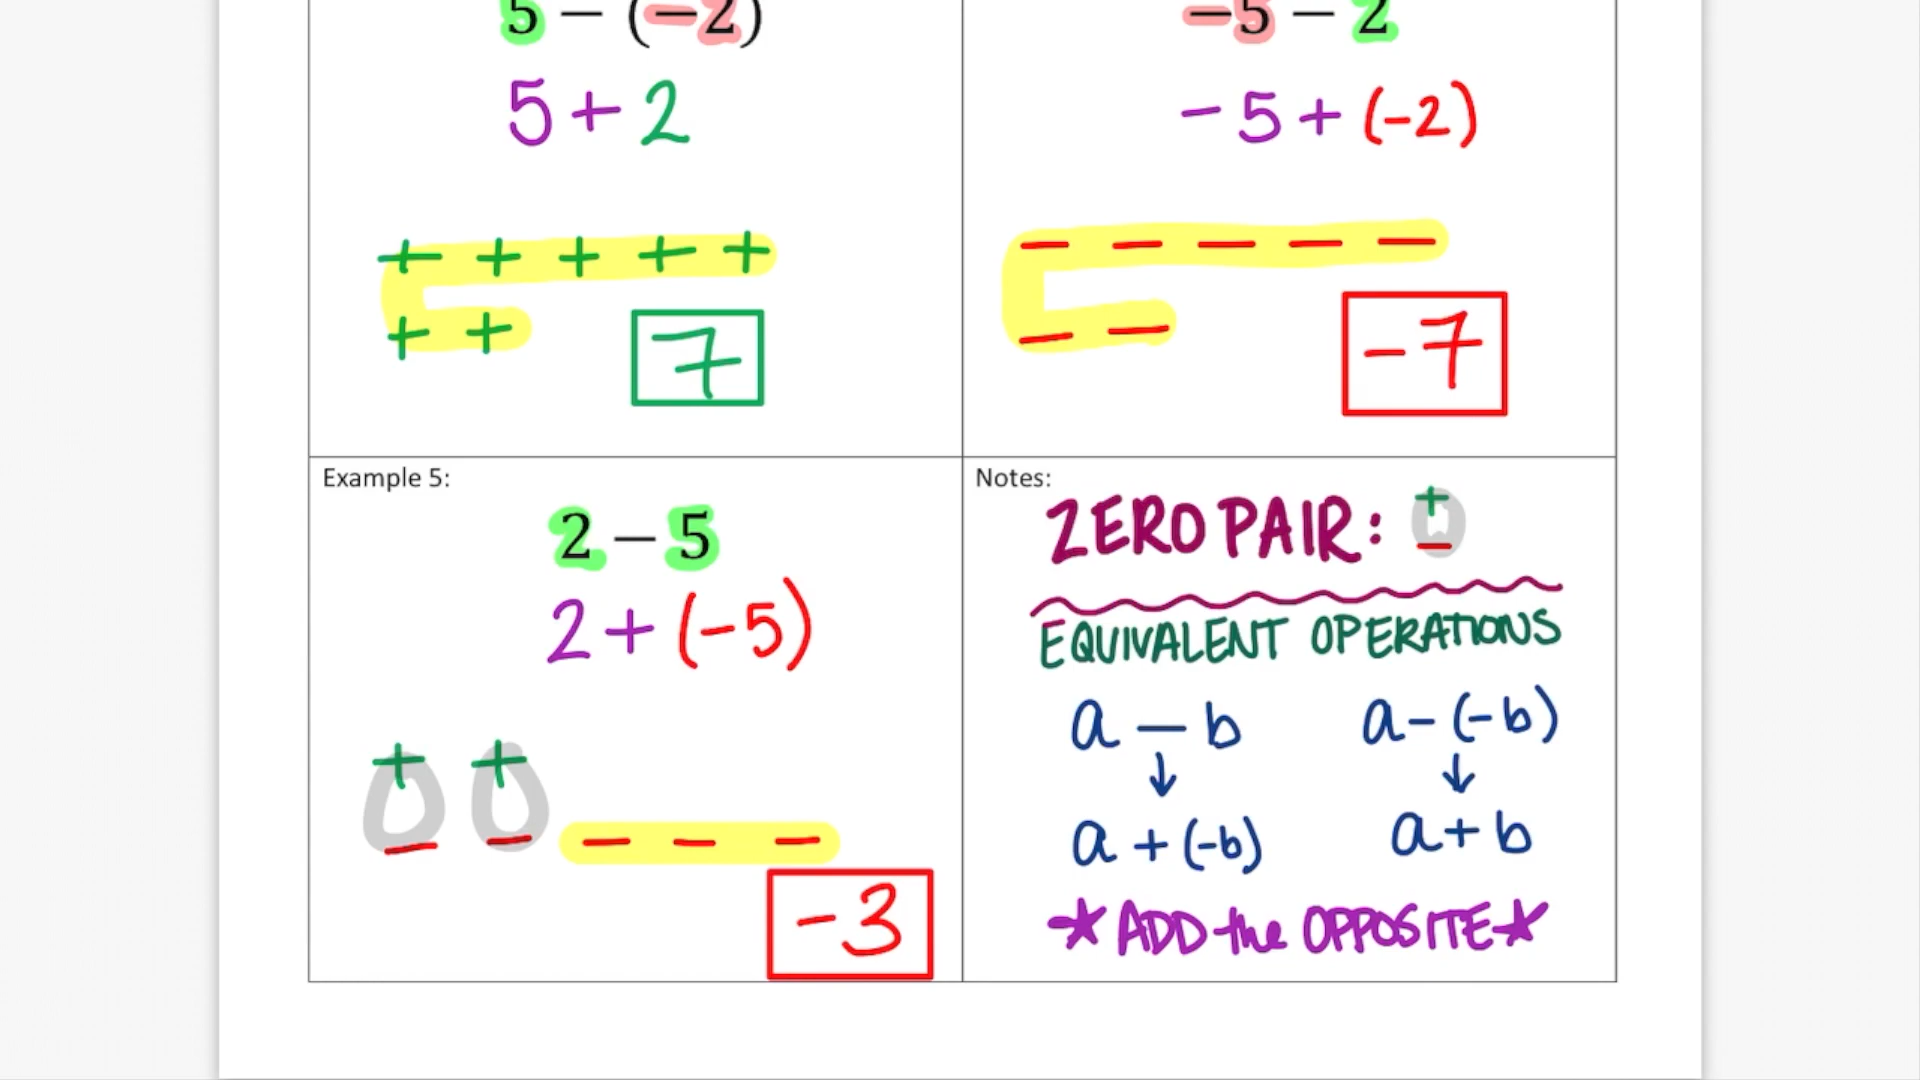 5 − (−2)
5 + 2
+ + + + +
+ +
7
−5 − 2
- 5 + (-2)
− − − − −
− −
-7
Example 5:
2 − 5
2 + (-5)
+ +
− − − − −
-3
Notes:
ZERO PAIR: +
−
EQUIVALENT OPERATIONS
a − b
↓
a + (-b)
a - (-b)
↓
a + b
*ADD the OPPOSITE*